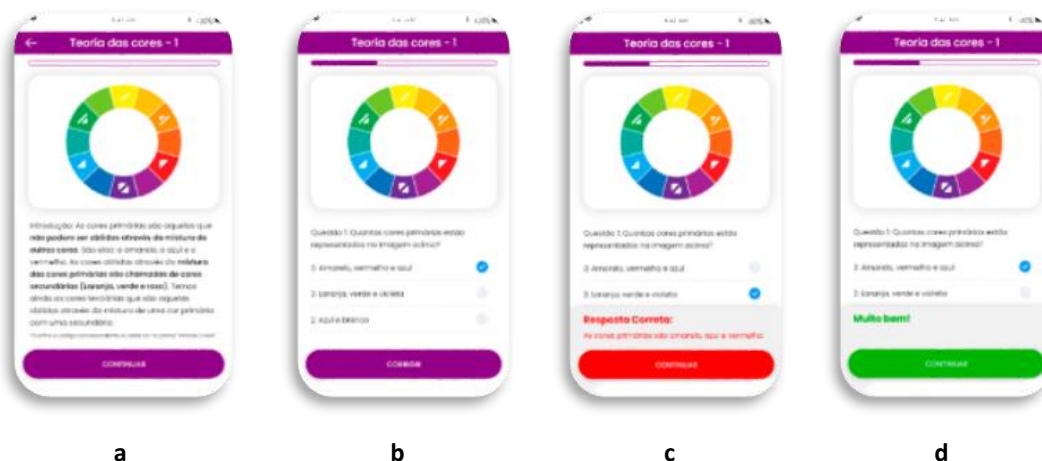 Teoria das cores - 1
Introdução: As cores primárias são aquelas que
não podem ser obtidas através da mistura de
outras cores. São elas: o amarelo, o azul e o
vermelho. As cores obtidas através da mistura
das cores primárias são chamadas de cores
secundárias (Laranja, verde e roxo). Temos
ainda as cores terciárias que são aquelas
obtidas através da mistura de uma cor primária
com uma secundária.
CONTINUAR
a
Teoria das cores - 1
Questão 1: Quantas cores primárias estão
representadas na imagem acima?
3: Amarelo, vermelho e azul
3: Laranja, verde e violeta
2: Azul e branco
CORRIGIR
b
Teoria das cores - 1
Questão 1: Quantas cores primárias estão
representadas na imagem acima?
3: Amarelo, vermelho e azul
3: Laranja, verde e violeta
Resposta Correta:
As cores primárias são amarelo, azul e vermelho
CONTINUAR
c
Teoria das cores - 1
Questão 1: Quantas cores primárias estão
representadas na imagem acima?
3: Amarelo, vermelho e azul
3: Laranja, verde e violeta
Muito bem!
CONTINUAR
d